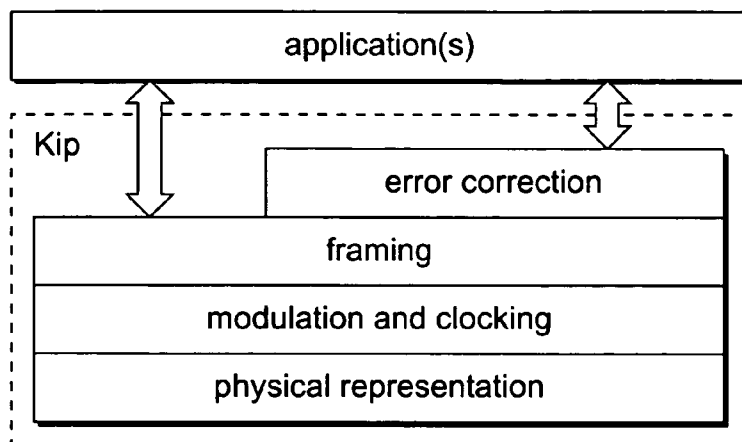 application(s)
Kip
error correction
framing
modulation and clocking
physical representation